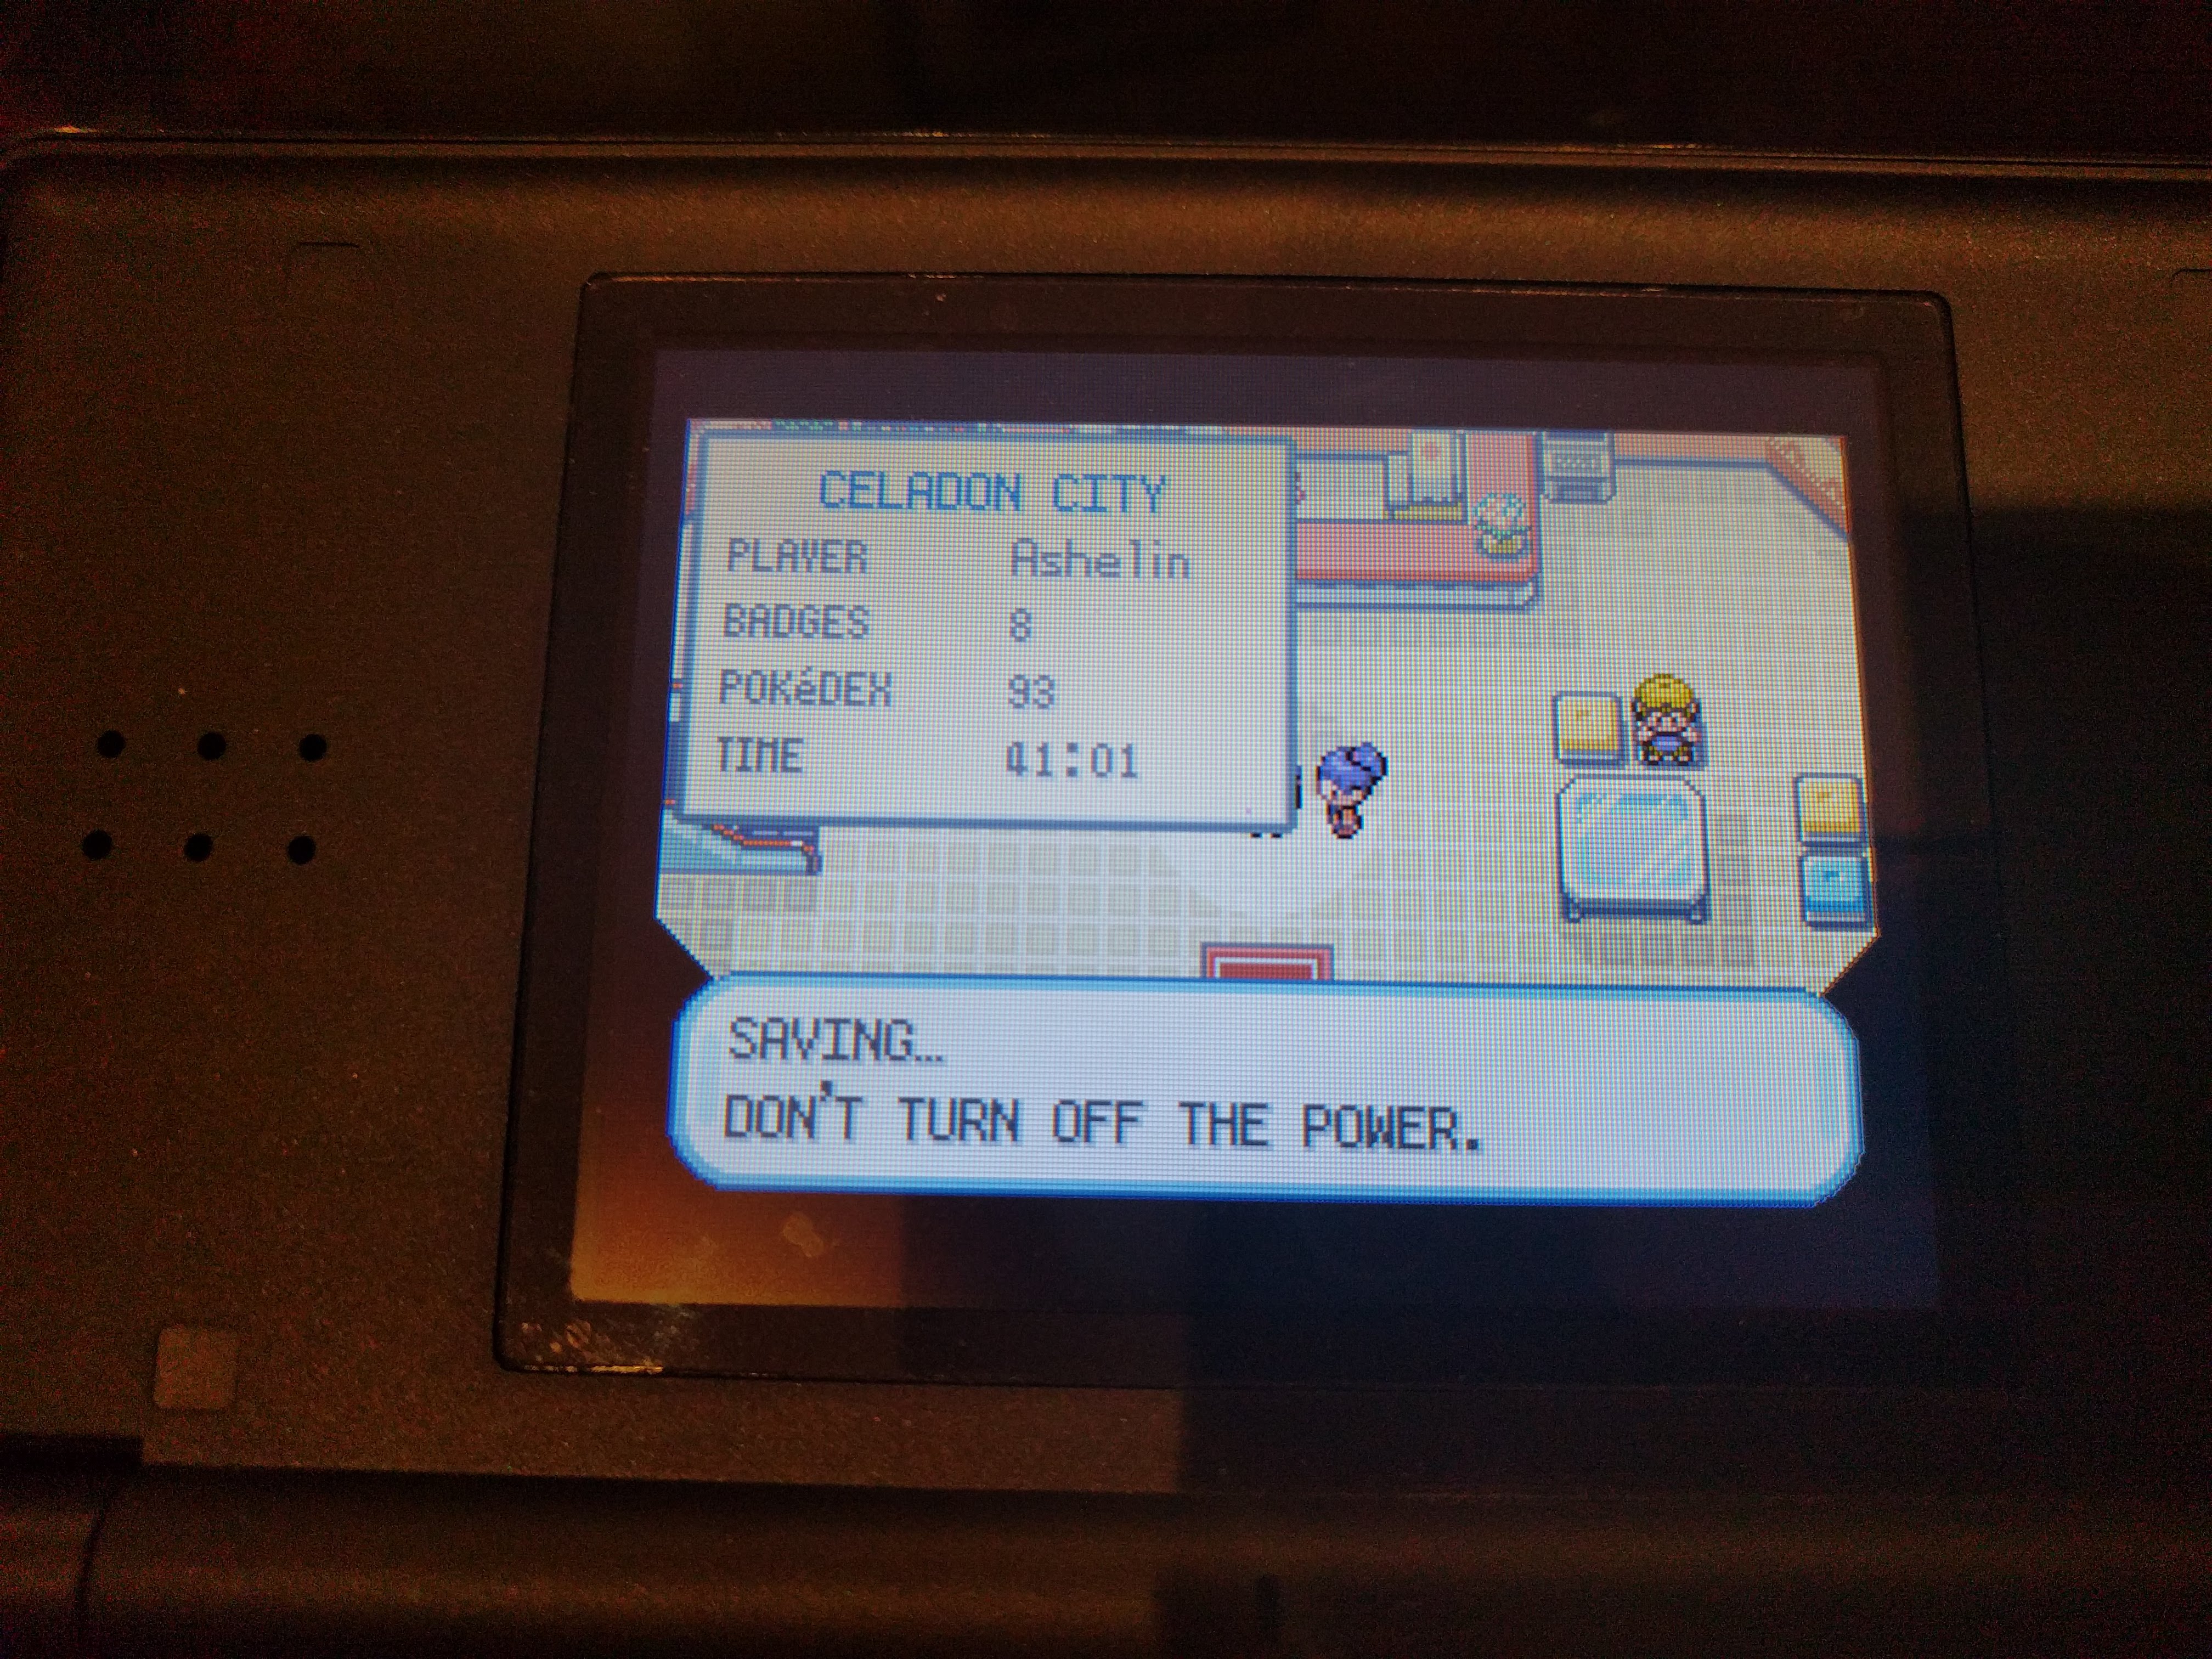 CELADON CITY
PLAYER Ashelin
BADGES 8
POKéDEX 93
TIME 41:01
SAVING…
DON'T TURN OFF THE POWER.